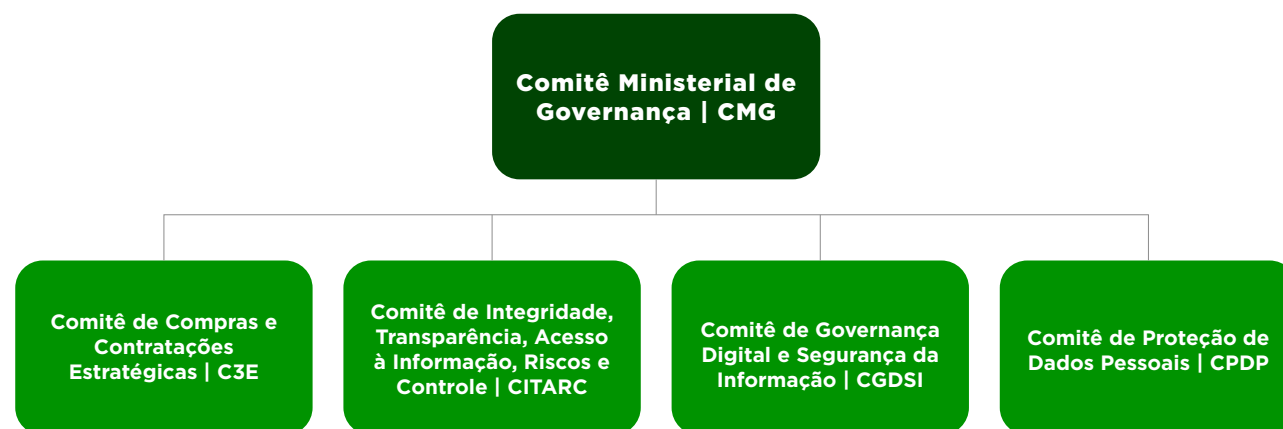 Comitê Ministerial de
Governança | CMG
Comitê de Compras e
Contratações
Estratégicas | C3E
Comitê de Integridade,
Transparência, Acesso
à Informação, Riscos e
Controle | CITARC
Comitê de Governança
Digital e Segurança da
Informação | CGDSI
Comitê de Proteção de
Dados Pessoais | CPDP